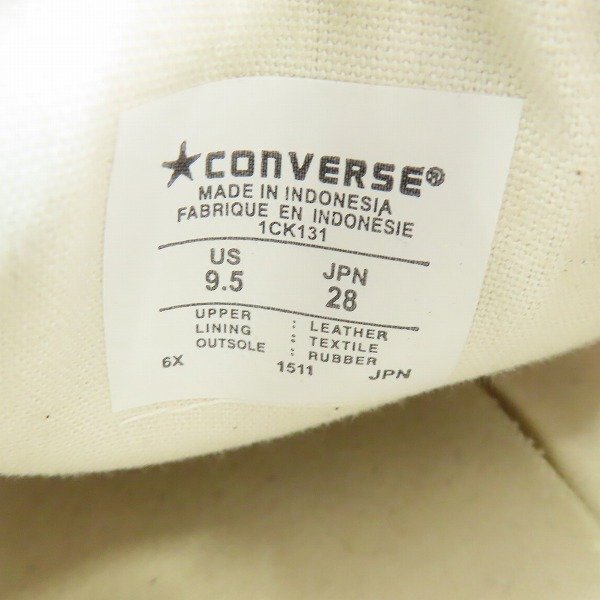 ★CONVERSE®
MADE IN INDONESIA
FABRIQUE EN INDONÉSIE
1CK131
US JPN
9.5 28
UPPER : LEATHER
LINING : TEXTILE
OUTSOLE : RUBBER
6X 1511 JPN